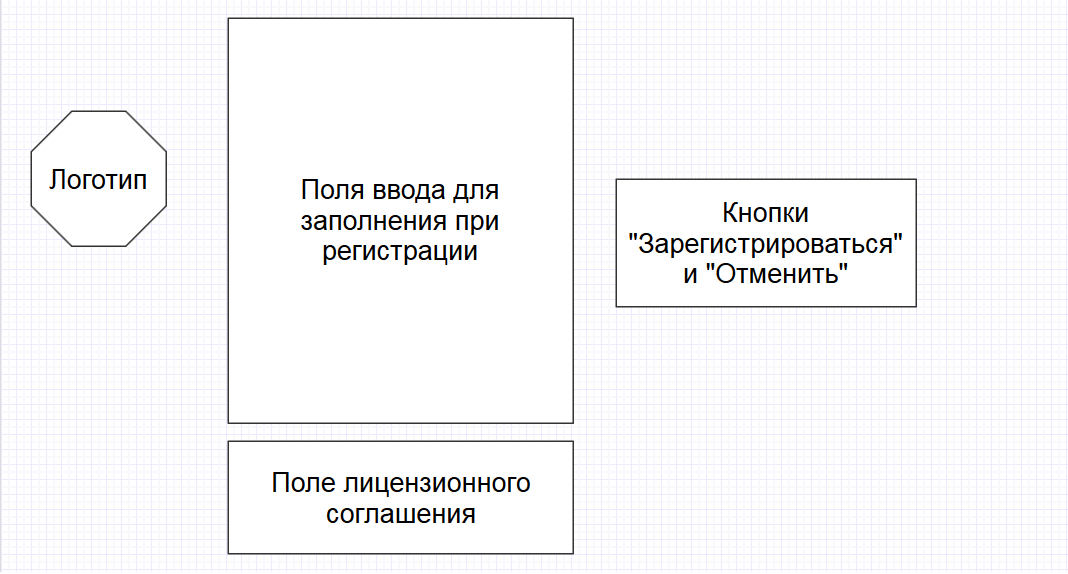 Логотип
Поля ввода для
заполнения при
регистрации
Кнопки
"Зарегистрироваться"
и "Отменить"
Поле лицензионного
соглашения